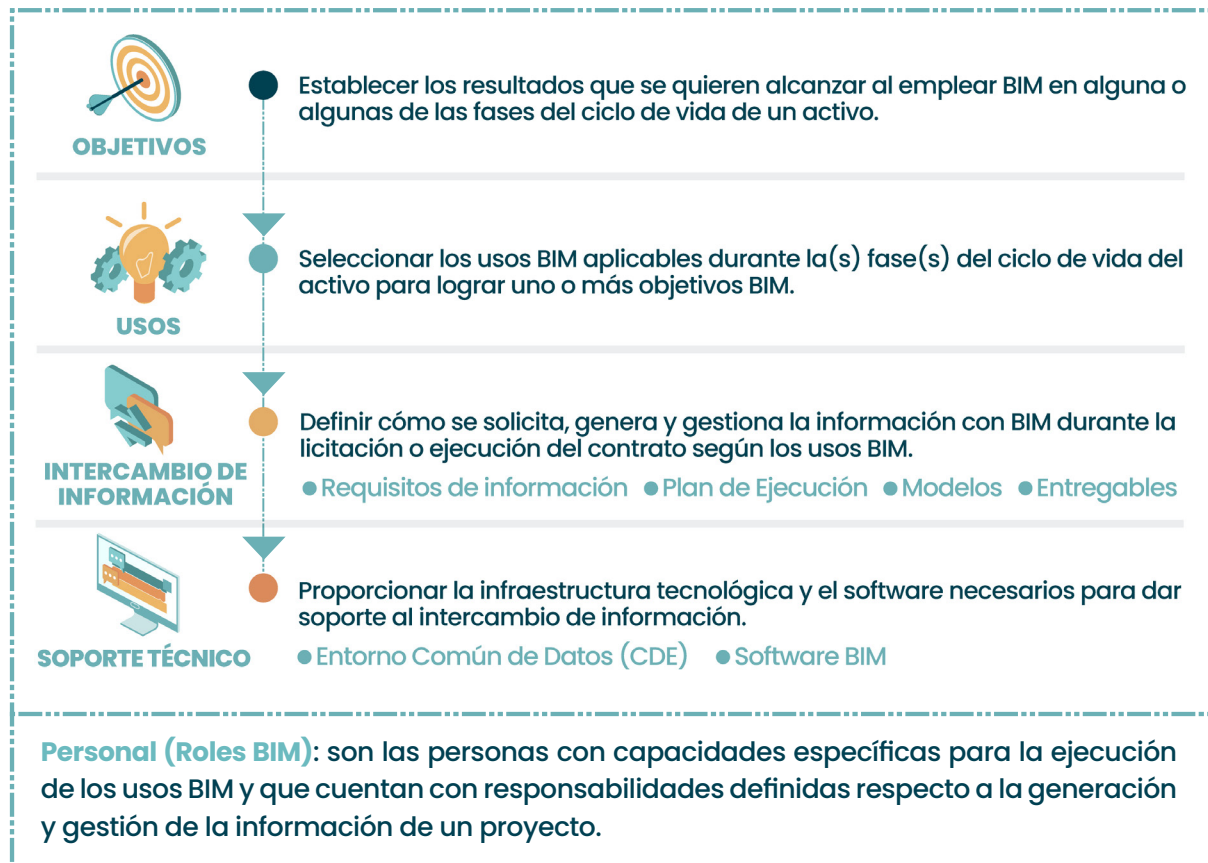 OBJETIVOS
Establecer los resultados que se quieren alcanzar al emplear BIM en alguna o
algunas de las fases del ciclo de vida de un activo.
USOS
Seleccionar los usos BIM aplicables durante la(s) fase(s) del ciclo de vida del
activo para lograr uno o más objetivos BIM.
INTERCAMBIO DE
INFORMACIÓN
Definir cómo se solicita, genera y gestiona la información con BIM durante la
licitación o ejecución del contrato según los usos BIM.
● Requisitos de información ● Plan de Ejecución ● Modelos ● Entregables
SOPORTE TÉCNICO
Proporcionar la infraestructura tecnológica y el software necesarios para dar
soporte al intercambio de información.
● Entorno Común de Datos (CDE) ● Software BIM
Personal (Roles BIM): son las personas con capacidades específicas para la ejecución
de los usos BIM y que cuentan con responsabilidades definidas respecto a la generación
y gestión de la información de un proyecto.